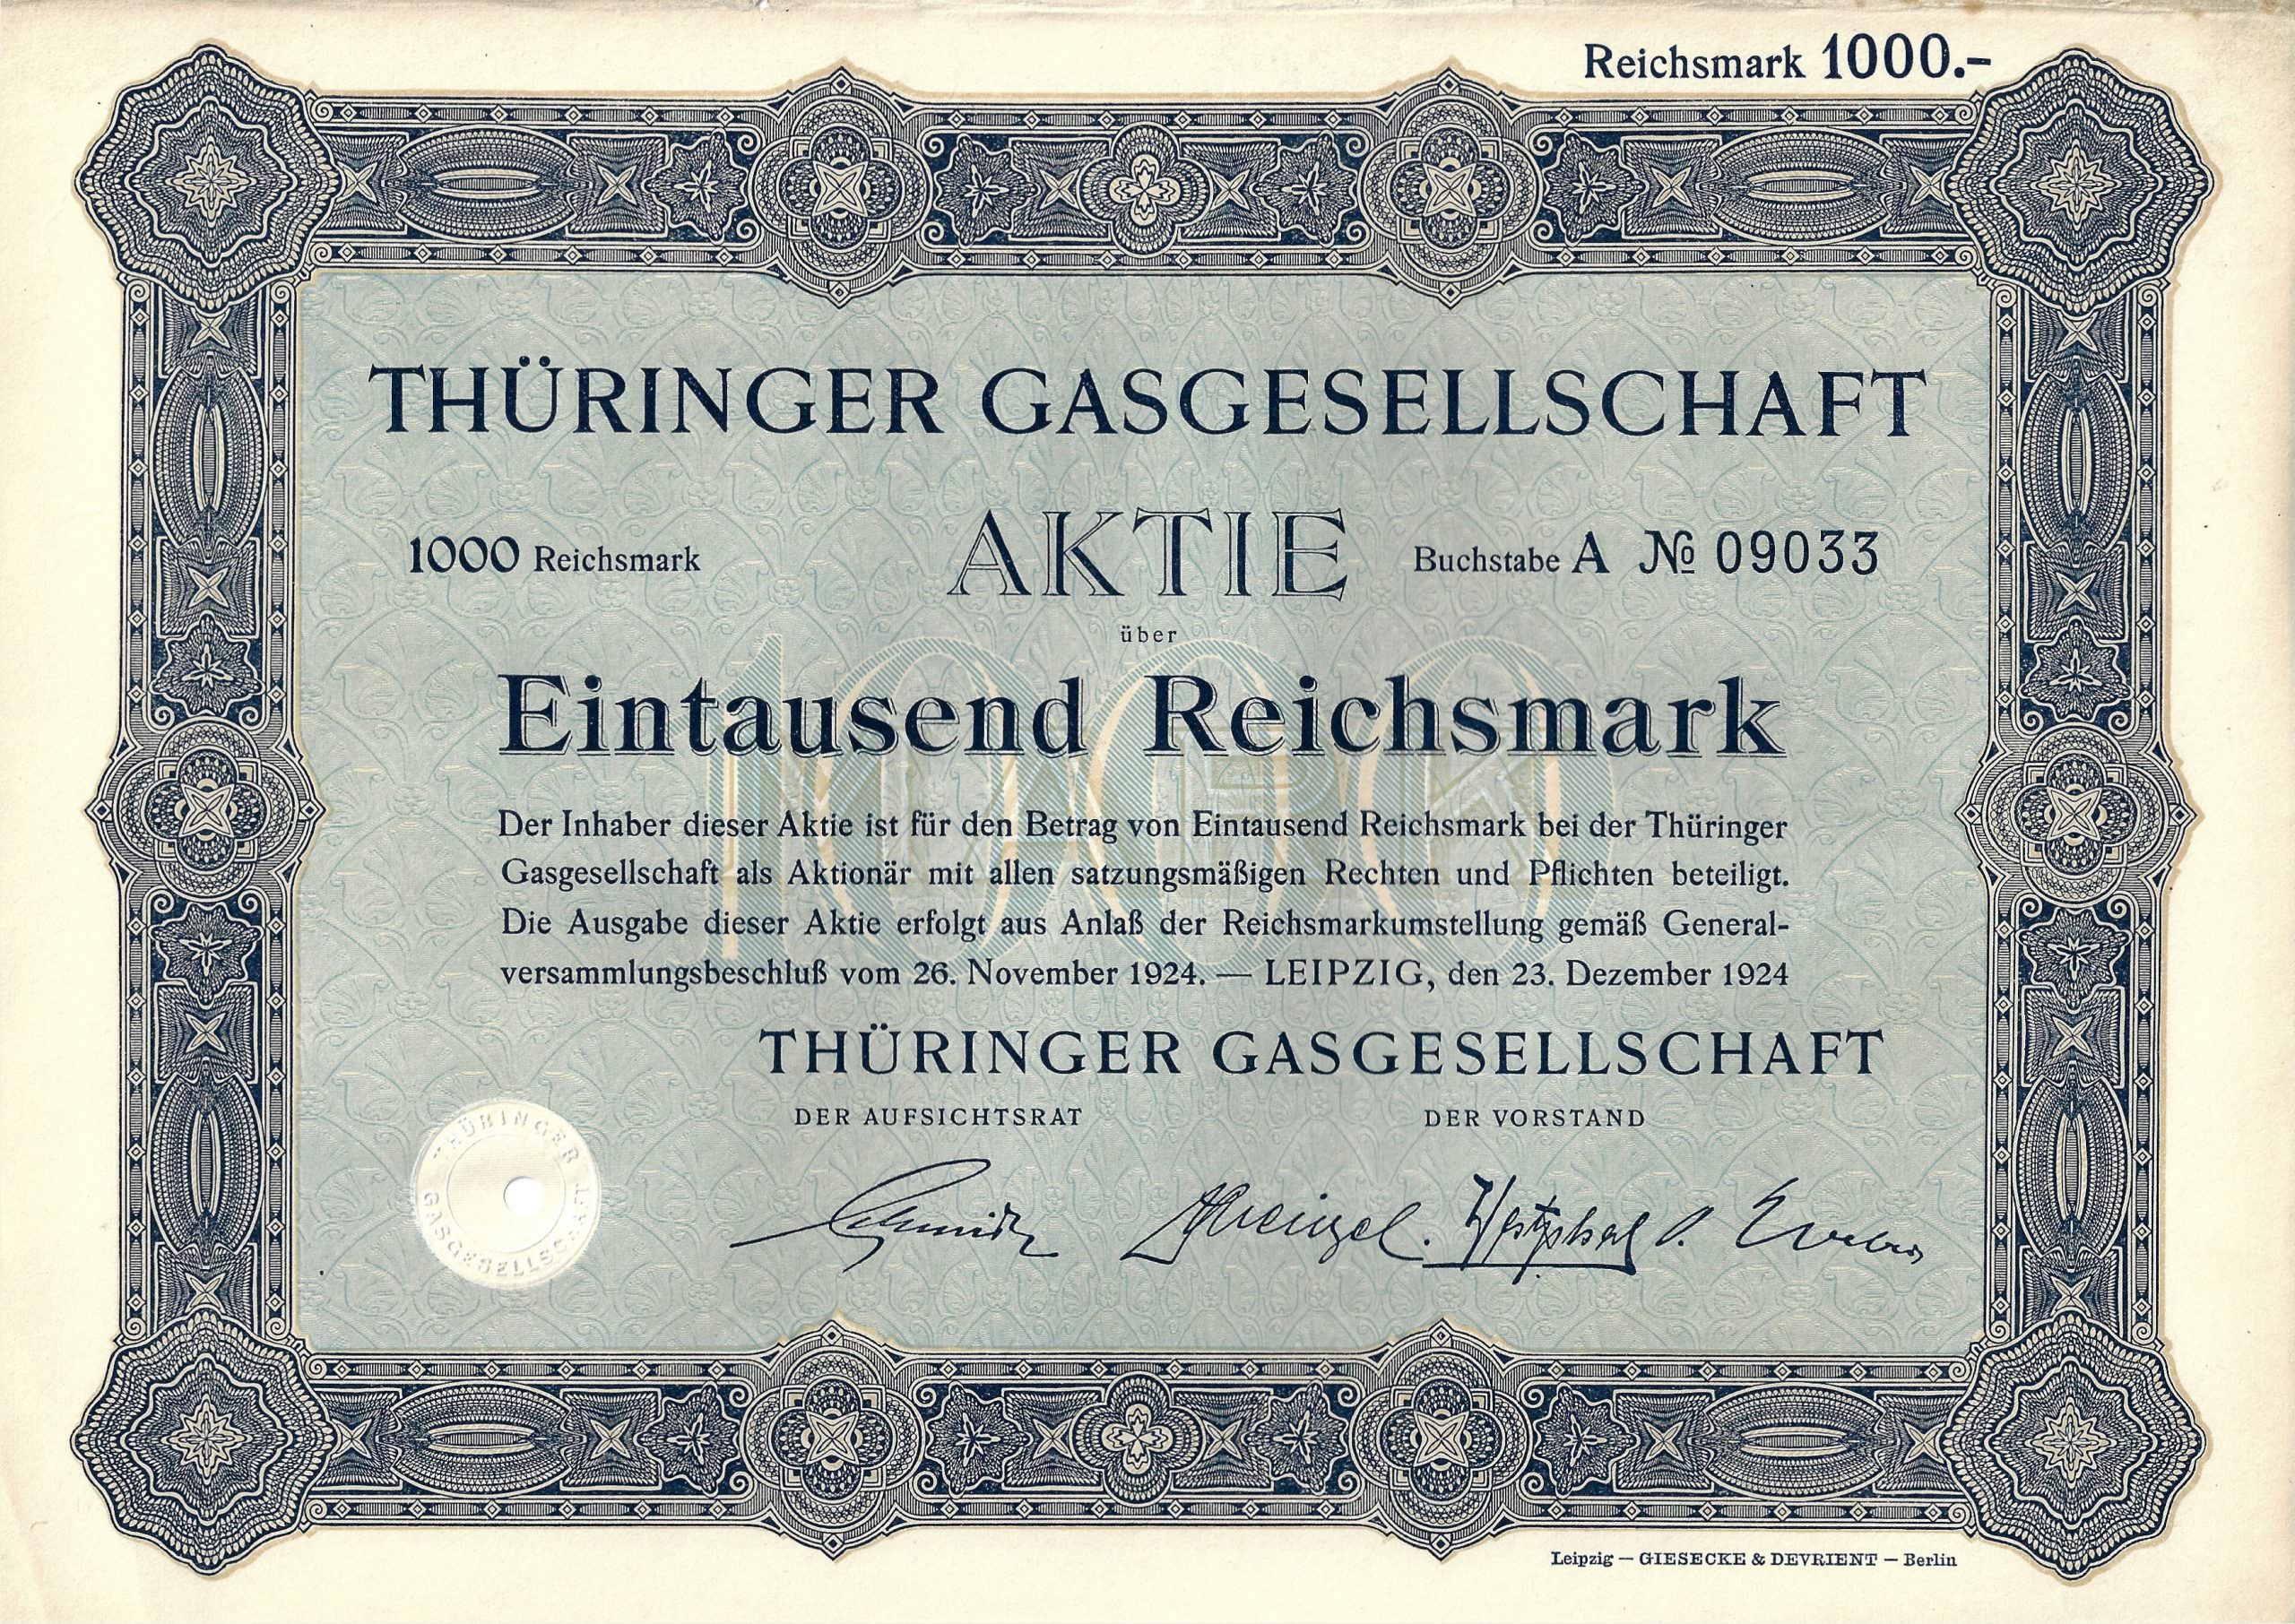 Reichsmark 1000.-
THÜRINGER GASGESELLSCHAFT
1000 Reichsmark AKTIE Buchstabe A № 09033
über
1000
MARK
Eintausend Reichsmark
Der Inhaber dieser Aktie ist für den Betrag von Eintausend Reichsmark bei der Thüringer
Gasgesellschaft als Aktionär mit allen satzungsmäßigen Rechten und Pflichten beteiligt.
Die Ausgabe dieser Aktie erfolgt aus Anlaß der Reichsmarkumstellung gemäß General-
versammlungsbeschluß vom 26. November 1924. — LEIPZIG, den 23. Dezember 1924
THÜRINGER GASGESELLSCHAFT
DER AUFSICHTSRAT DER VORSTAND
THÜRINGER GASGESELLSCHAFT
Westphal
Leipzig — GIESECKE & DEVRIENT — Berlin